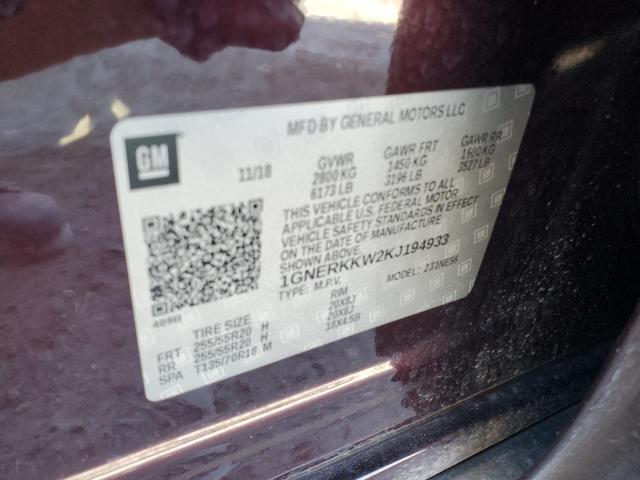 MFD BY GENERAL MOTORS LLC
GM
11/18
GVWR GAWR FRT GAWR RR
2800 KG 1450 KG 1600 KG
6173 LB 3196 LB 3527 LB
THIS VEHICLE CONFORMS TO ALL
APPLICABLE U.S. FEDERAL MOTOR
VEHICLE SAFETY STANDARDS IN EFFECT
ON THE DATE OF MANUFACTURE
SHOWN ABOVE.
1GNERKKW2KJ194933
TYPE: M.P.V. MODEL: 131NE56
TIRE SIZE RIM
FRT 255/55R20 H 20X8J
RR 255/55R20 H 20X8J
SPA T135/70R18 M 18X4.5B